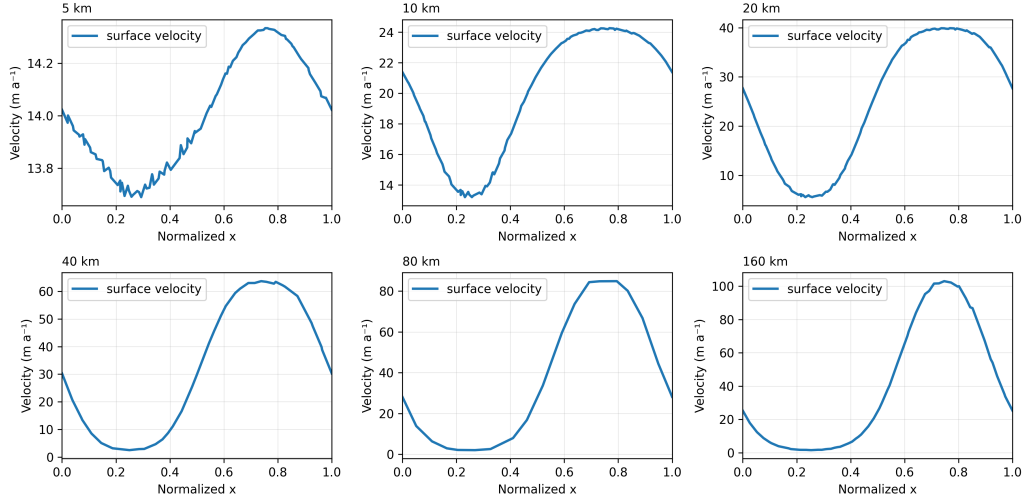 5 km
surface velocity
Velocity (m a⁻¹)
14.2
14.0
13.8
0.0 0.2 0.4 0.6 0.8 1.0
Normalized x
10 km
surface velocity
Velocity (m a⁻¹)
24
22
20
18
16
14
0.0 0.2 0.4 0.6 0.8 1.0
Normalized x
20 km
surface velocity
Velocity (m a⁻¹)
40
30
20
10
0.0 0.2 0.4 0.6 0.8 1.0
Normalized x
40 km
surface velocity
Velocity (m a⁻¹)
60
50
40
30
20
10
0
0.0 0.2 0.4 0.6 0.8 1.0
Normalized x
80 km
surface velocity
Velocity (m a⁻¹)
80
60
40
20
0
0.0 0.2 0.4 0.6 0.8 1.0
Normalized x
160 km
surface velocity
Velocity (m a⁻¹)
100
80
60
40
20
0
0.0 0.2 0.4 0.6 0.8 1.0
Normalized x